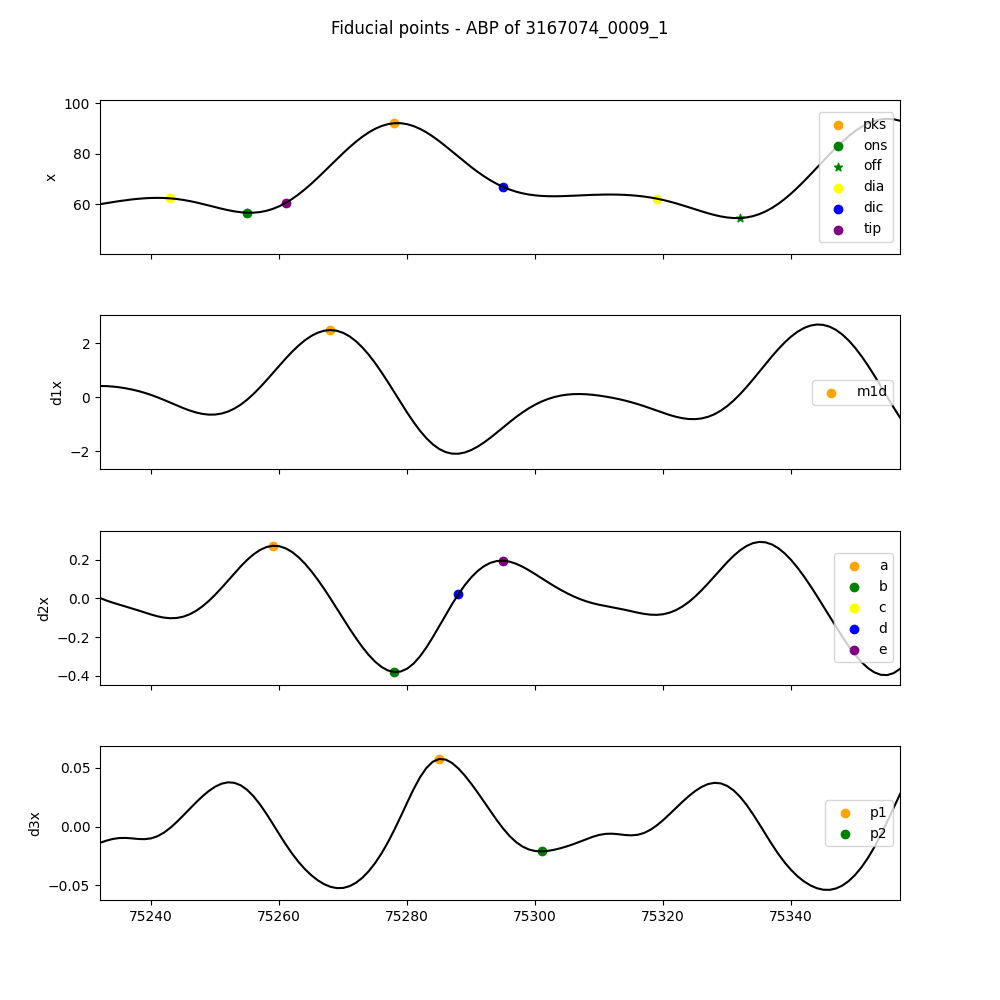 Fiducial points - ABP of 3167074_0009_1
100
80
60
x
pks
ons
off
dia
dic
tip
2
0
−2
d1x
m1d
0.2
0.0
−0.2
−0.4
d2x
a
b
c
d
e
0.05
0.00
−0.05
d3x
p1
p2
75240 75260 75280 75300 75320 75340